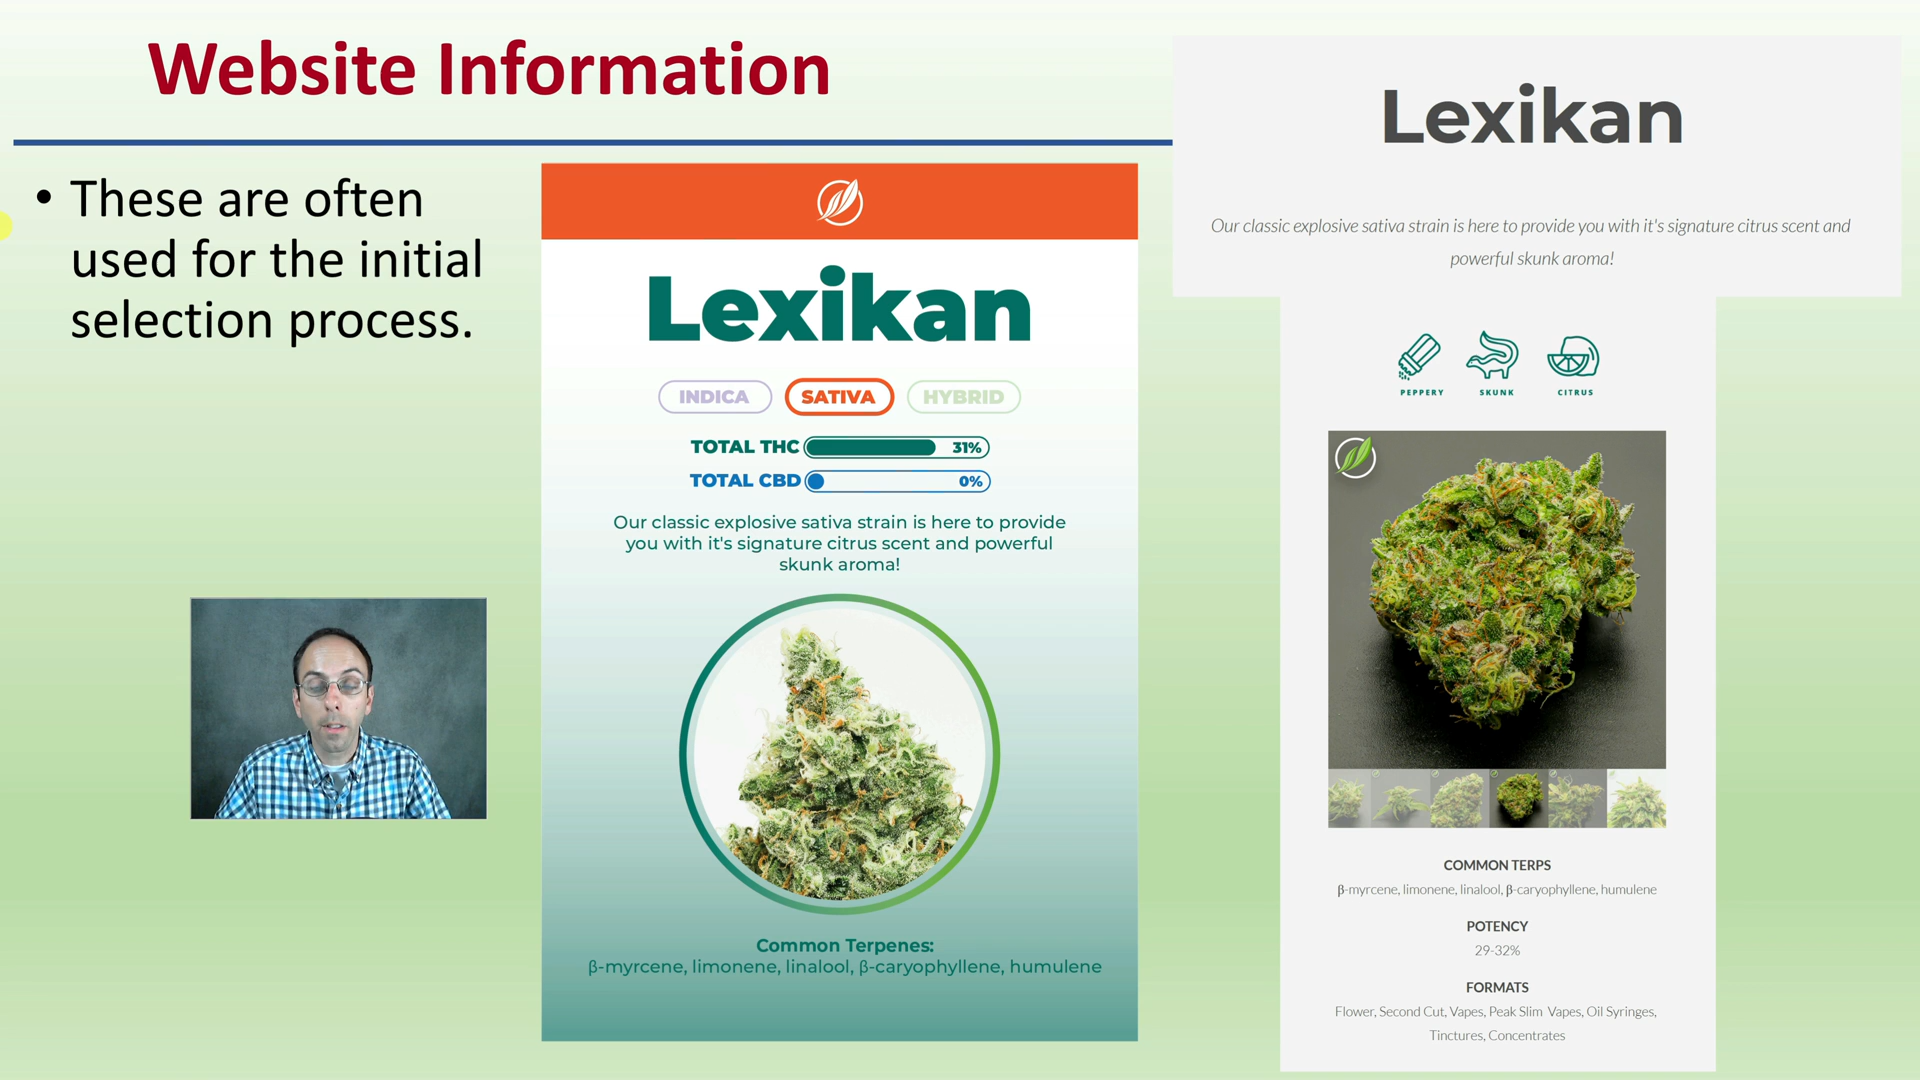 Website Information
• These are often
used for the initial
selection process.
Lexikan
INDICA SATIVA HYBRID
TOTAL THC 31%
TOTAL CBD 0%
Our classic explosive sativa strain is here to provide
you with it's signature citrus scent and powerful
skunk aroma!
Common Terpenes:
β-myrcene, limonene, linalool, β-caryophyllene, humulene
Lexikan
Our classic explosive sativa strain is here to provide you with it's signature citrus scent and
powerful skunk aroma!
PEPPERY SKUNK CITRUS
COMMON TERPS
β-myrcene, limonene, linalool, β-caryophyllene, humulene
POTENCY
29-32%
FORMATS
Flower, Second Cut, Vapes, Peak Slim Vapes, Oil Syringes,
Tinctures, Concentrates